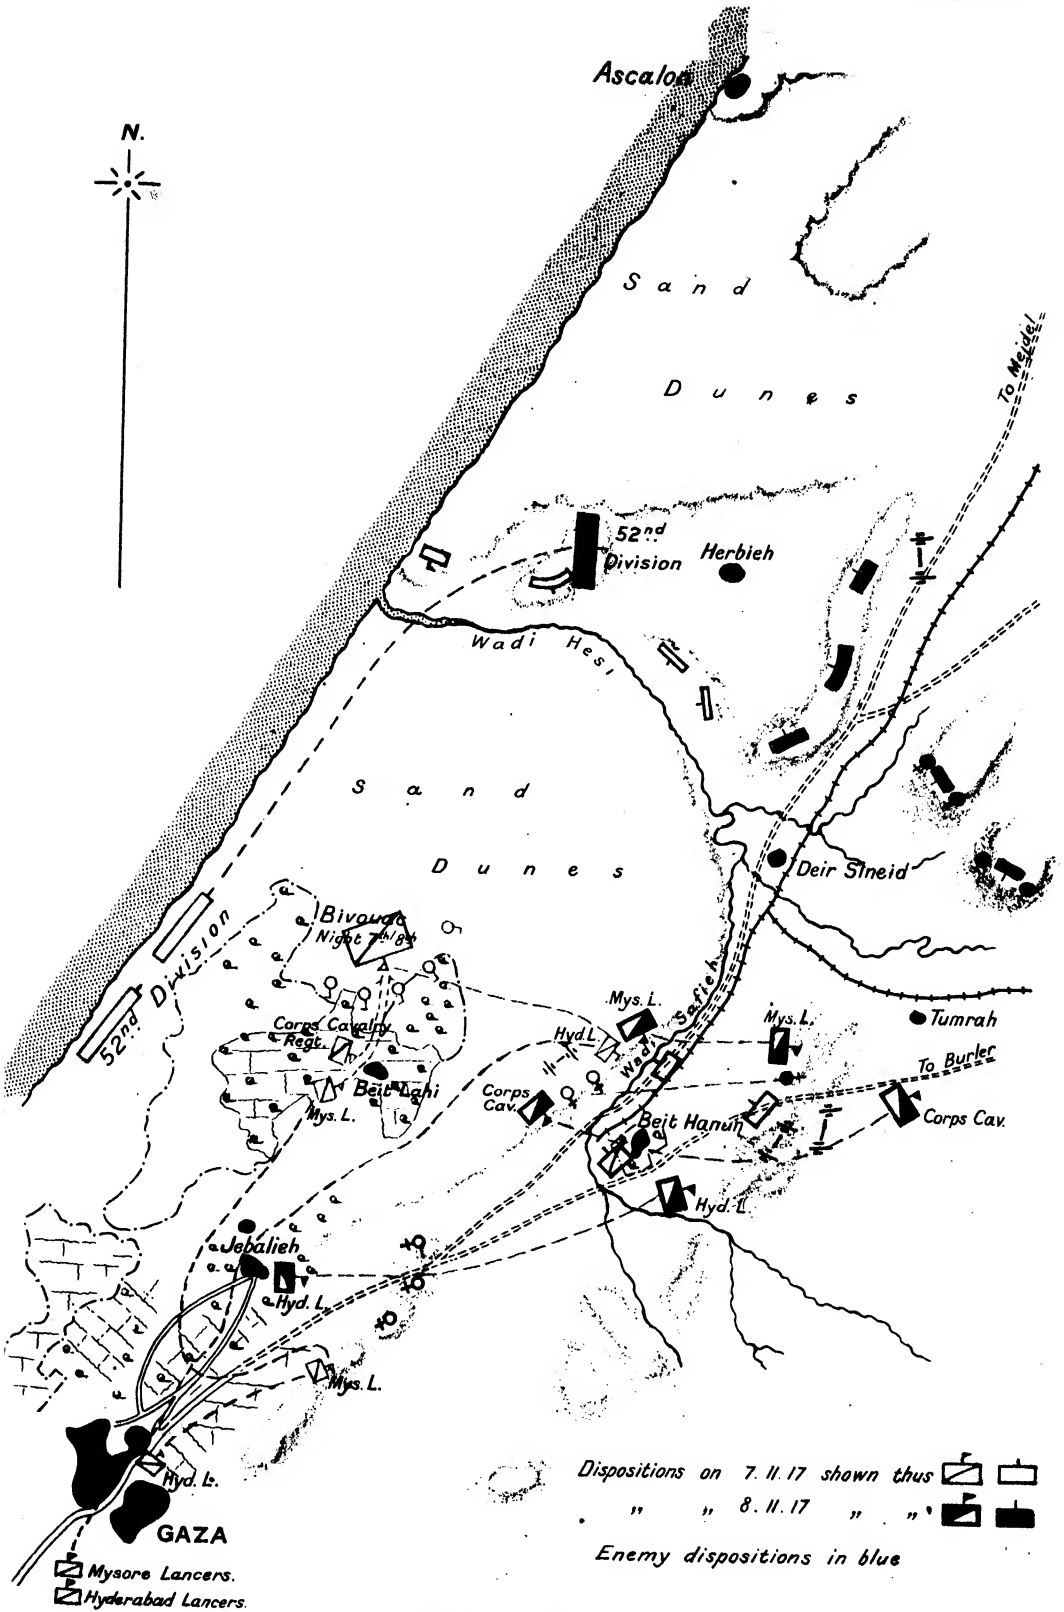 Ascalon
N.
Sand
Dunes
To Mejdel
52nd
Division
Herbieh
Wadi Hesi
Sand
Dunes
Deir Sineid
Bivouac
Night 7th/8th
52nd Division
Mys. L.
Hyd. L.
Wadi Safieh
Mys. L.
Tumrah
To Burler
Corps Cavalry
Regt.
Beit Lahi
Mys. L.
Corps
Cav.
Beit Hanun
Corps Cav.
Hyd. L.
Jebalieh
Hyd. L.
Mys. L.
Hyd. L.
GAZA
Mysore Lancers.
Hyderabad Lancers.
Dispositions on 7.11.17 shown thus
„ „ 8.11.17 „ „
Enemy dispositions in blue